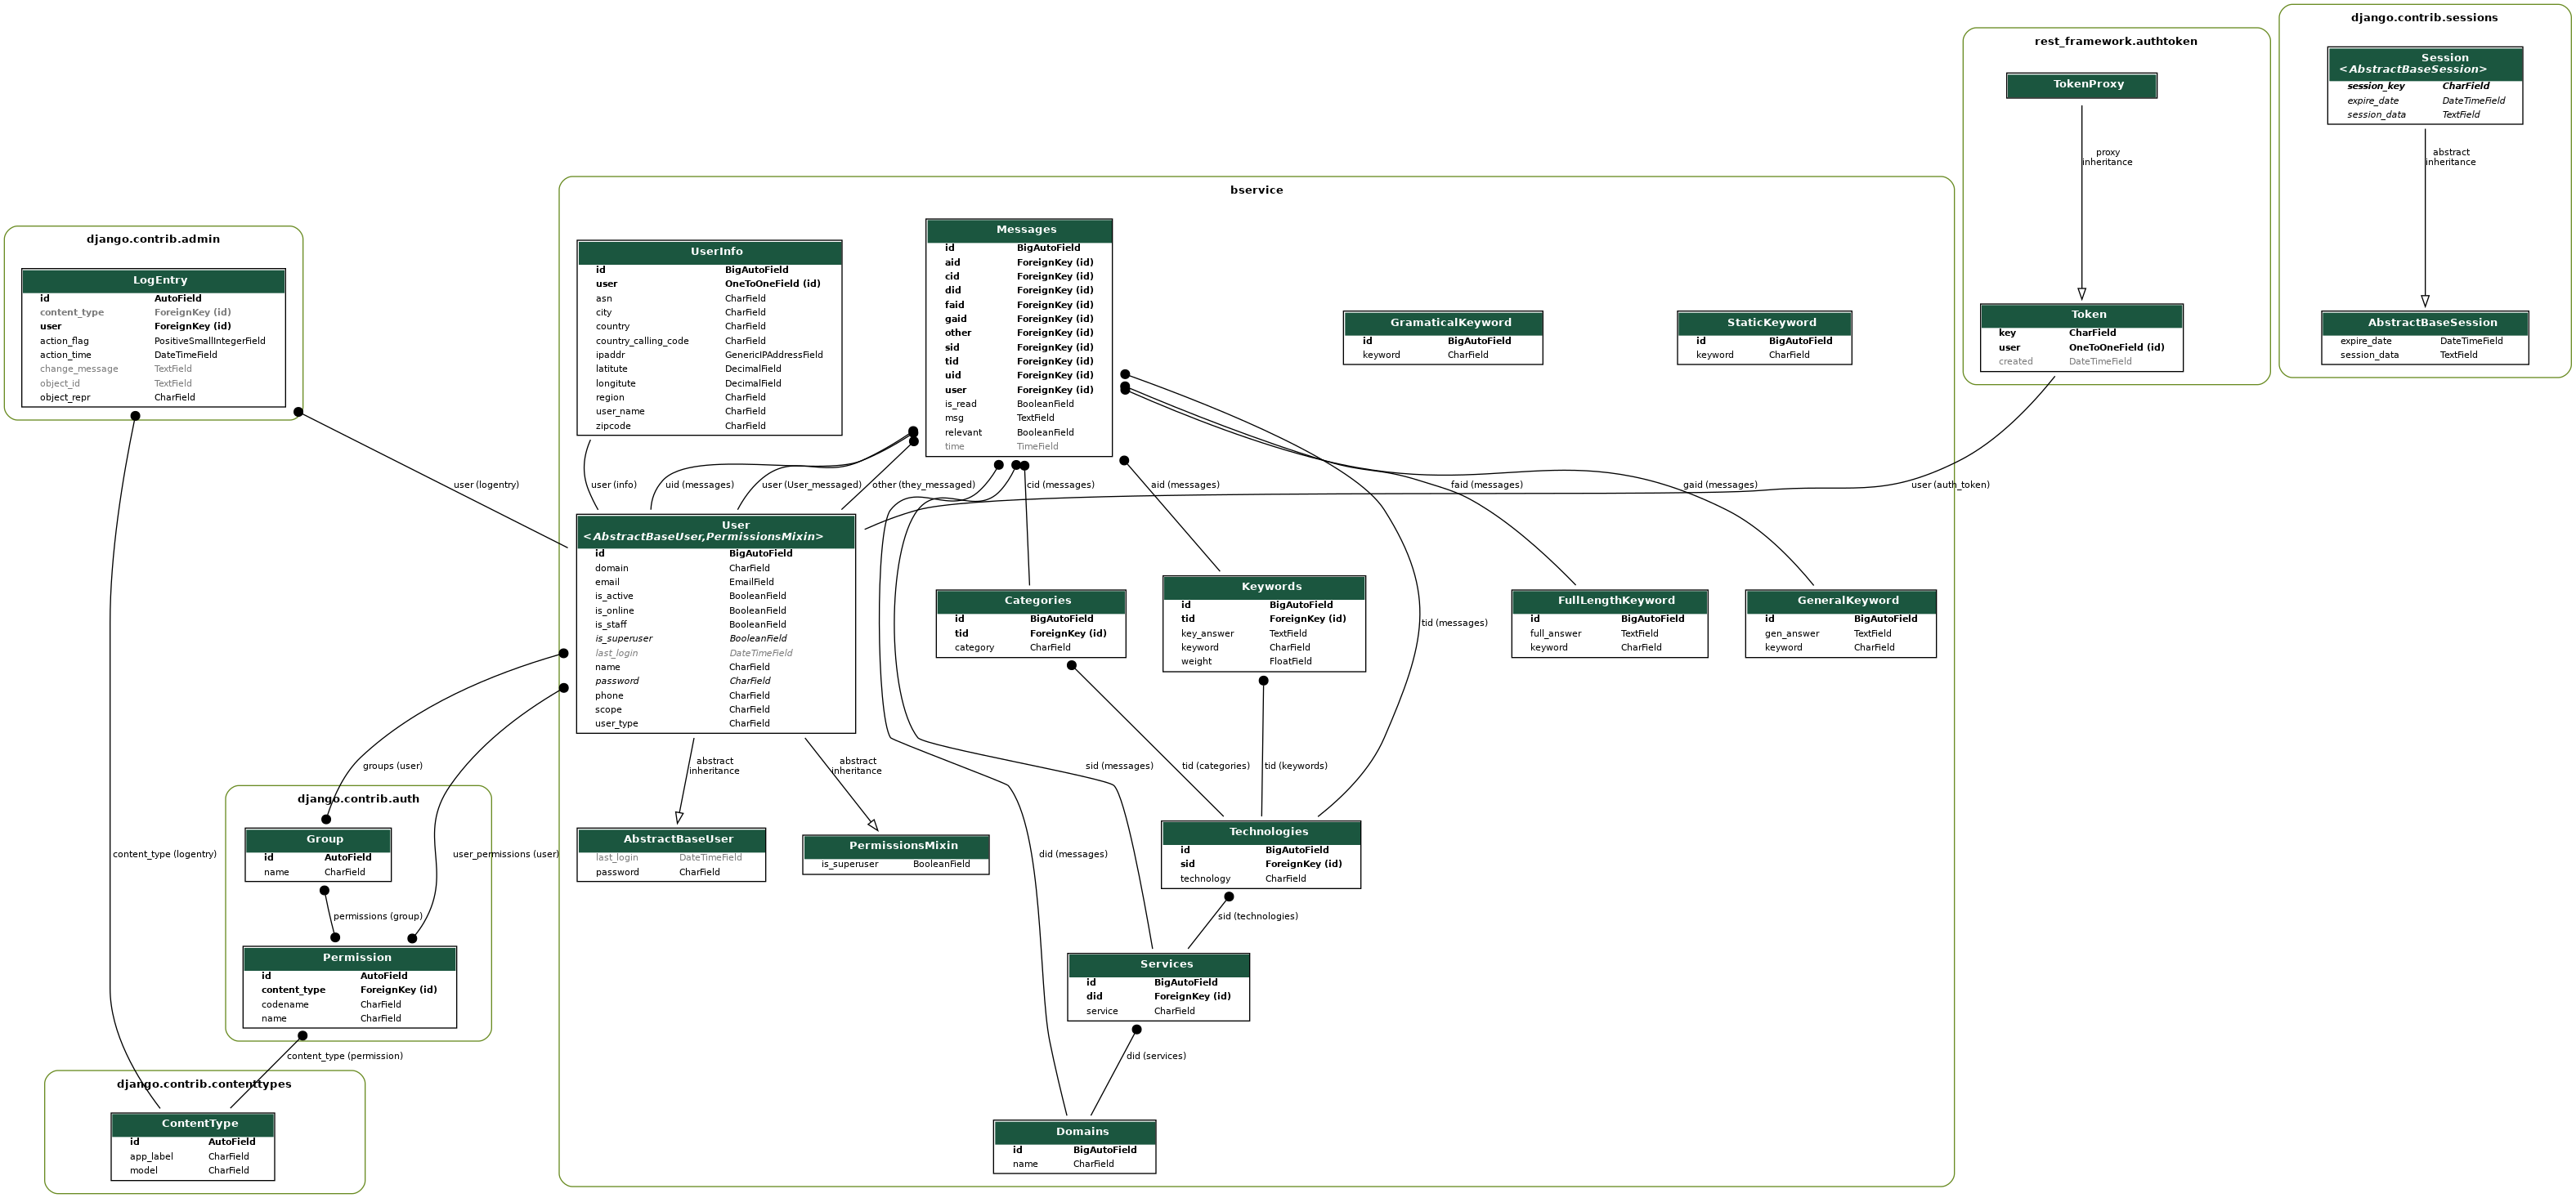 django.contrib.sessions
Session
<AbstractBaseSession>
session_key CharField
expire_date DateTimeField
session_data TextField
abstract
inheritance
AbstractBaseSession
expire_date DateTimeField
session_data TextField
rest_framework.authtoken
TokenProxy
proxy
inheritance
Token
key CharField
user OneToOneField (id)
created DateTimeField
user (auth_token)
bservice
UserInfo
id BigAutoField
user OneToOneField (id)
asn CharField
city CharField
country CharField
country_calling_code CharField
ipaddr GenericIPAddressField
latitute DecimalField
longitute DecimalField
region CharField
user_name CharField
zipcode CharField
Messages
id BigAutoField
aid ForeignKey (id)
cid ForeignKey (id)
did ForeignKey (id)
faid ForeignKey (id)
gaid ForeignKey (id)
other ForeignKey (id)
sid ForeignKey (id)
tid ForeignKey (id)
uid ForeignKey (id)
user ForeignKey (id)
is_read BooleanField
msg TextField
relevant BooleanField
time TimeField
GramaticalKeyword
id BigAutoField
keyword CharField
StaticKeyword
id BigAutoField
keyword CharField
django.contrib.admin
LogEntry
id AutoField
content_type ForeignKey (id)
user ForeignKey (id)
action_flag PositiveSmallIntegerField
action_time DateTimeField
change_message TextField
object_id TextField
object_repr CharField
user (logentry)
user (info)
uid (messages)
user (User_messaged)
other (they_messaged)
cid (messages)
aid (messages)
faid (messages)
gaid (messages)
User
<AbstractBaseUser,PermissionsMixin>
id BigAutoField
domain CharField
email EmailField
is_active BooleanField
is_online BooleanField
is_staff BooleanField
is_superuser BooleanField
last_login DateTimeField
name CharField
password CharField
phone CharField
scope CharField
user_type CharField
Categories
id BigAutoField
tid ForeignKey (id)
category CharField
Keywords
id BigAutoField
tid ForeignKey (id)
key_answer TextField
keyword CharField
weight FloatField
tid (messages)
FullLengthKeyword
id BigAutoField
full_answer TextField
keyword CharField
GeneralKeyword
id BigAutoField
gen_answer TextField
keyword CharField
groups (user)
abstract
inheritance
abstract
inheritance
sid (messages)
tid (categories)
tid (keywords)
django.contrib.auth
Group
id AutoField
name CharField
content_type (logentry)
user_permissions (user)
AbstractBaseUser
last_login DateTimeField
password CharField
PermissionsMixin
is_superuser BooleanField
did (messages)
Technologies
id BigAutoField
sid ForeignKey (id)
technology CharField
permissions (group)
sid (technologies)
Permission
id AutoField
content_type ForeignKey (id)
codename CharField
name CharField
Services
id BigAutoField
did ForeignKey (id)
service CharField
content_type (permission)
did (services)
django.contrib.contenttypes
ContentType
id AutoField
app_label CharField
model CharField
Domains
id BigAutoField
name CharField